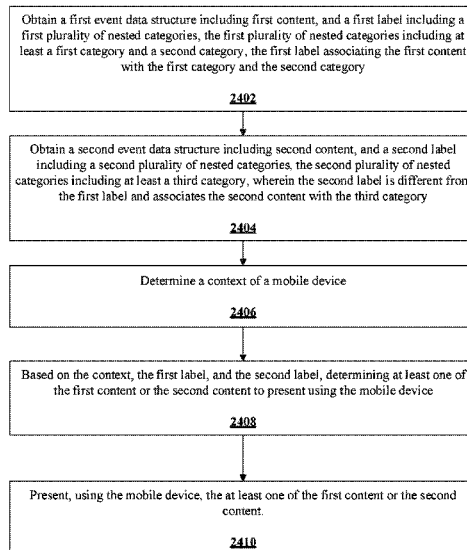 Obtain a first event data structure including first content, and a first label including a
first plurality of nested categories, the first plurality of nested categories including at
least a first category and a second category, the first label associating the first content
with the first category and the second category
2402
Obtain a second event data structure including second content, and a second label
including a second plurality of nested categories, the second plurality of nested
categories including at least a third category, wherein the second label is different from
the first label and associates the second content with the third category
2404
Determine a context of a mobile device
2406
Based on the context, the first label, and the second label, determining at least one of
the first content or the second content to present using the mobile device
2408
Present, using the mobile device, the at least one of the first content or the second
content.
2410